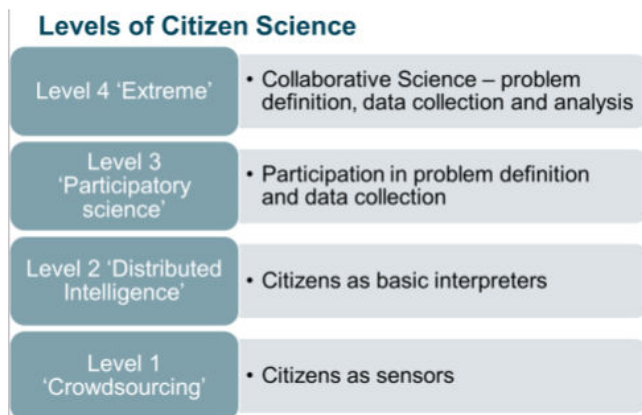 Levels of Citizen Science
Level 4 ‘Extreme’
• Collaborative Science – problem
definition, data collection and analysis
Level 3
‘Participatory
science’
• Participation in problem definition
and data collection
Level 2 ‘Distributed
Intelligence’
• Citizens as basic interpreters
Level 1
‘Crowdsourcing’
• Citizens as sensors